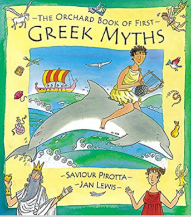 -THE ORCHARD BOOK OF FIRST-
GREEK MYTHS
-SAVIOUR PIROTTA-
-JAN LEWIS-